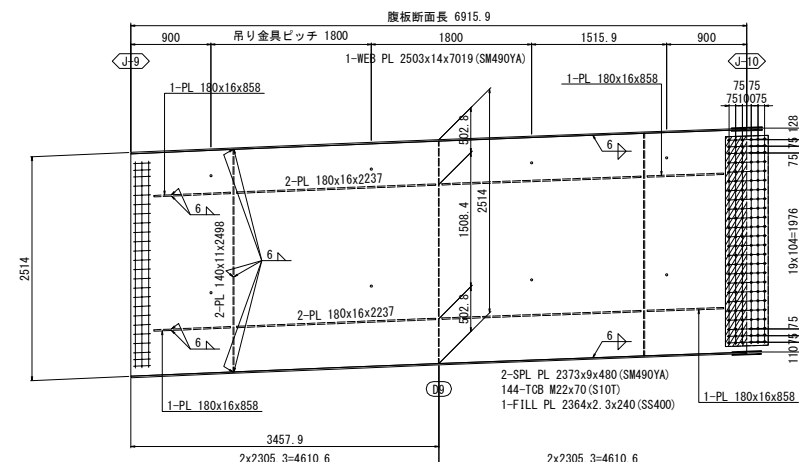 腹板断面長 6915.9
900
吊り金具ピッチ 1800
1800
1515.9
900
J-9
1-WEB PL 2503x14x7019(SM490YA)
J-10
1-PL 180x16x858
1-PL 180x16x858
75 75
75 100 75
128
75 75
19x104=1976
75 75
110
502.8
6
2-PL 180x16x2237
2514
1508.4
2514
6
6
2-PL 140x11x2498
2-PL 180x16x2237
502.8
6
6
2-SPL PL 2373x9x480(SM490YA)
144-TCB M22x70(S10T)
1-FILL PL 2364x2.3x240(SS400)
D9
1-PL 180x16x858
1-PL 180x16x858
3457.9
2x2305.3=4610.6
2x2305.3=4610.6